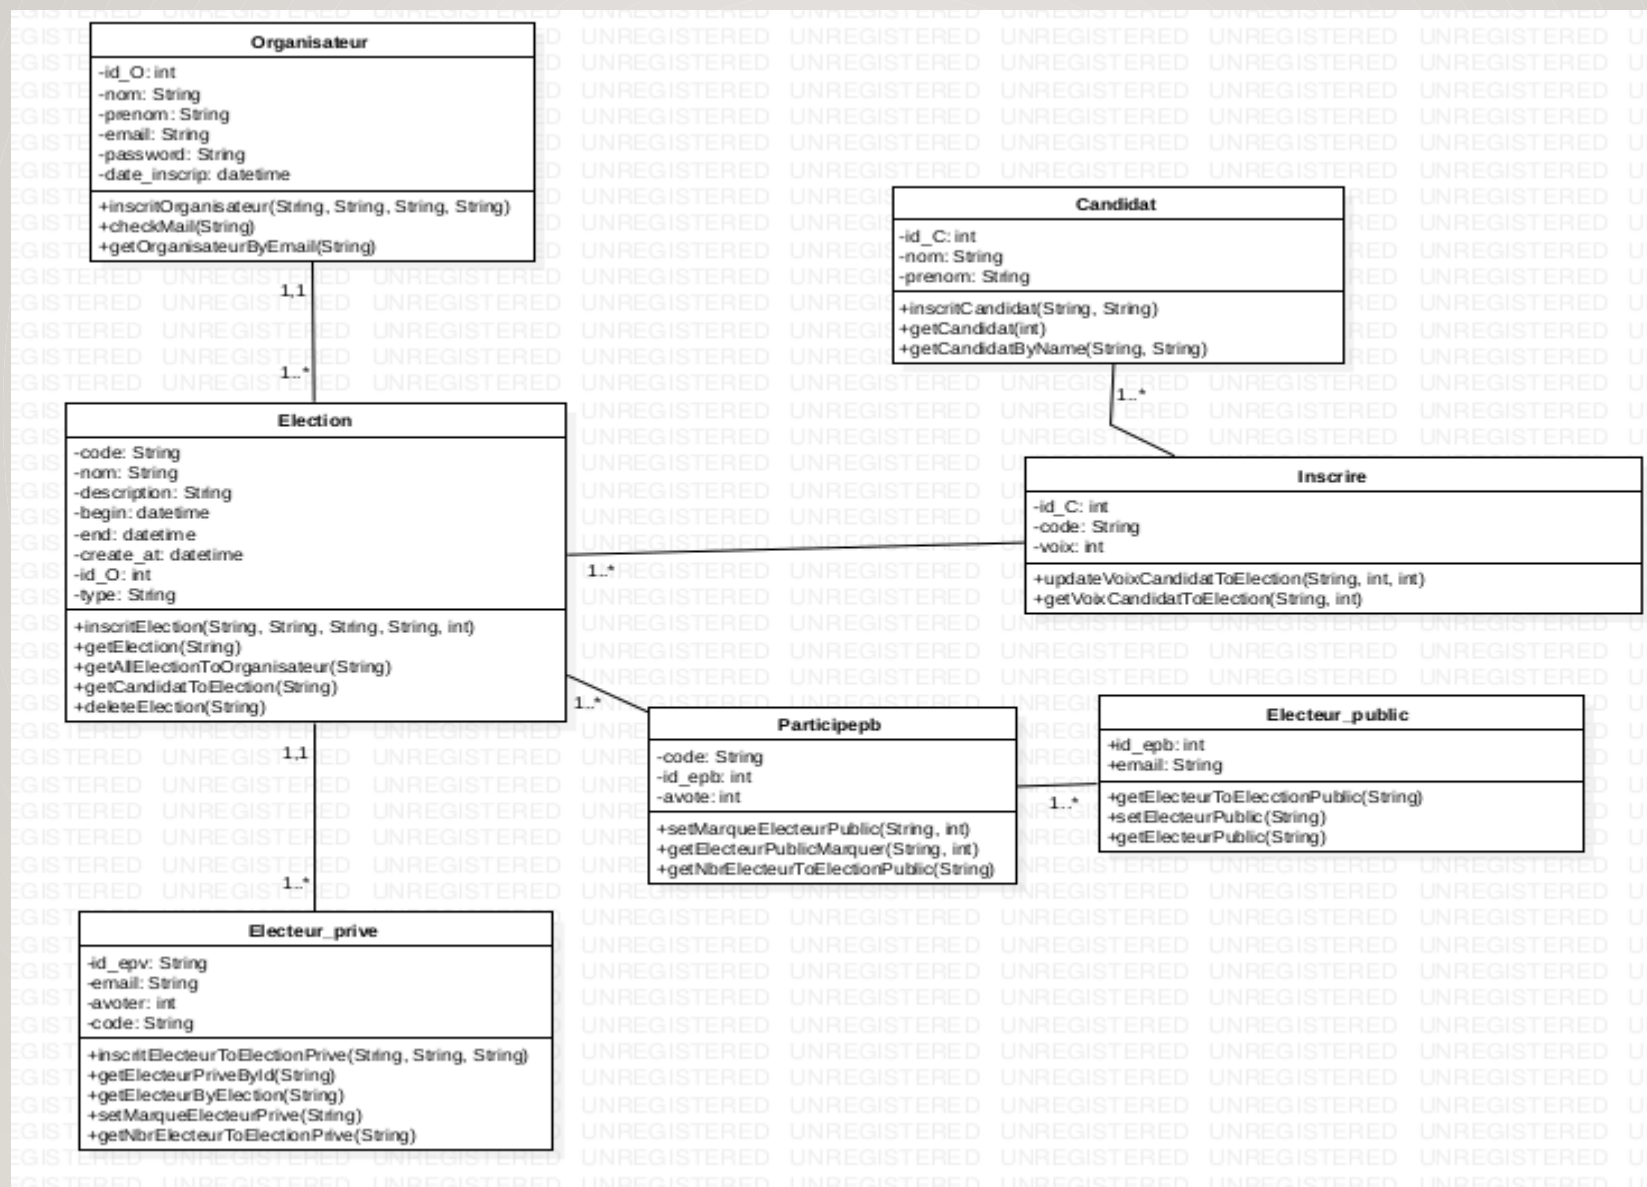 Organisateur
-id_O: int
-nom: String
-prenom: String
-email: String
-password: String
-date_inscrip: datetime
+inscritOrganisateur(String, String, String, String)
+checkMail(String)
+getOrganisateurByEmail(String)
1,1
1..*
Candidat
-id_C: int
-nom: String
-prenom: String
+inscritCandidat(String, String)
+getCandidat(int)
+getCandidatByName(String, String)
1..*
Election
-code: String
-nom: String
-description: String
-begin: datetime
-end: datetime
-create_at: datetime
-id_O: int
-type: String
+inscritElection(String, String, String, String, int)
+getElection(String)
+getAllElectionToOrganisateur(String)
+getCandidatToElection(String)
+deleteElection(String)
1..*
1..*
1,1
1..*
Inscrire
-id_C: int
-code: String
-voix: int
+updateVoixCandidatToElection(String, int, int)
+getVoixCandidatToElection(String, int)
Participepb
-code: String
-id_epb: int
-avote: int
+setMarqueElecteurPublic(String, int)
+getElecteurPublicMarquer(String, int)
+getNbrElecteurToElectionPublic(String)
1..*
Electeur_public
+id_epb: int
+email: String
+getElecteurToElecctionPublic(String)
+setElecteurPublic(String)
+getElecteurPublic(String)
Electeur_prive
-id_epv: String
-email: String
-avoter: int
-code: String
+inscritElecteurToElectionPrive(String, String, String)
+getElecteurPriveById(String)
+getElecteurByElection(String)
+setMarqueElecteurPrive(String)
+getNbrElecteurToElectionPrive(String)
UNREGISTERED